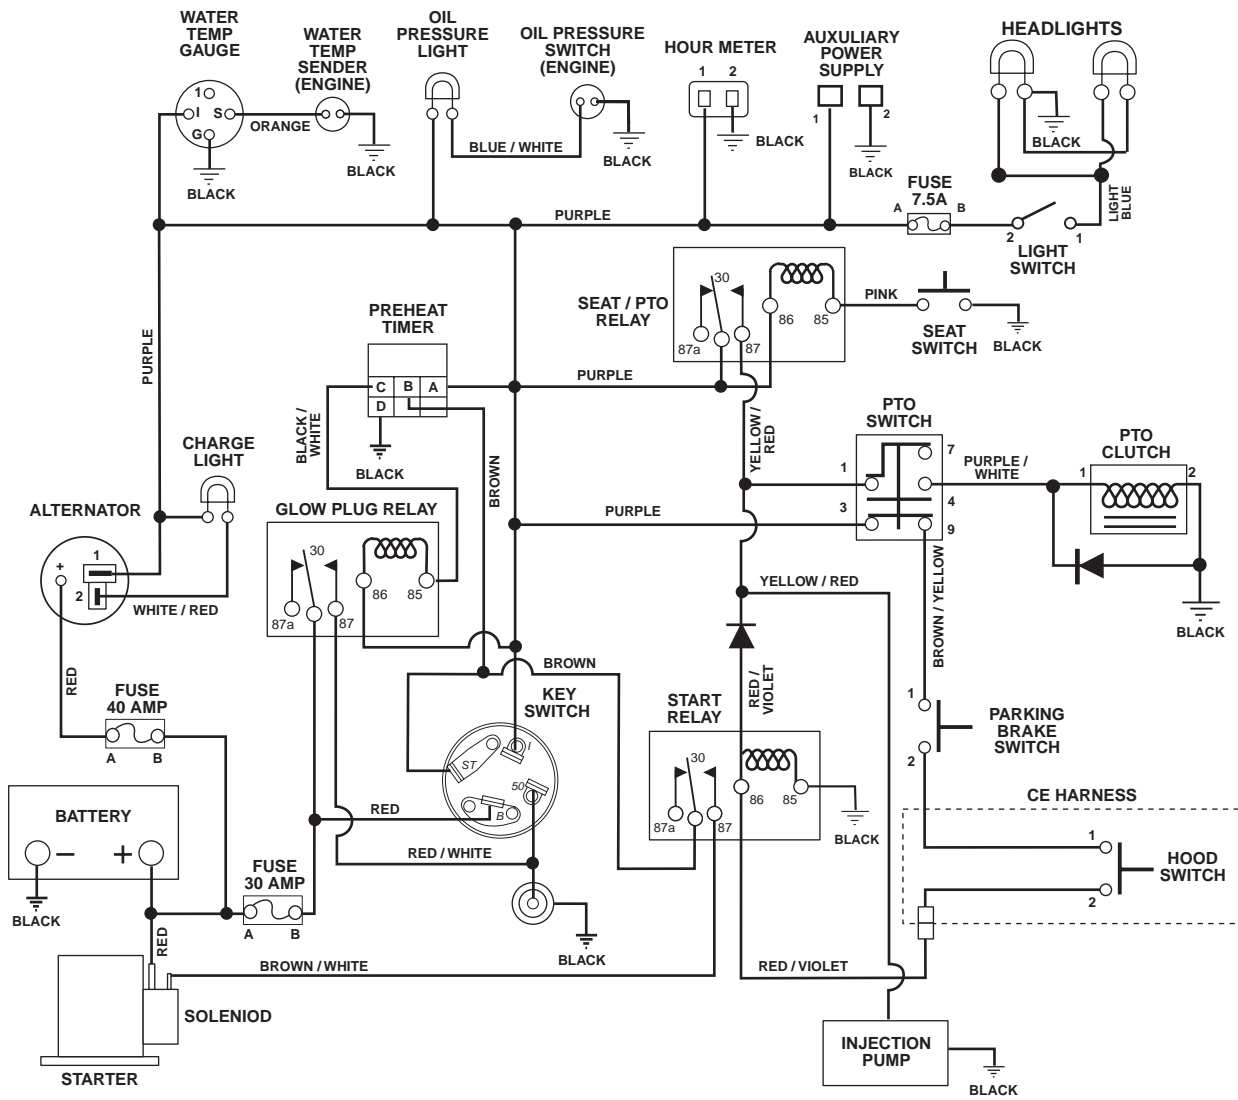 WATER
TEMP
GAUGE
WATER
TEMP
SENDER
(ENGINE)
OIL
PRESSURE
LIGHT
OIL PRESSURE
SWITCH
(ENGINE)
HOUR METER
1 2
AUXULIARY
POWER
SUPPLY
1
2
HEADLIGHTS
1
I S
G
ORANGE
BLACK
BLACK
BLUE / WHITE
BLACK
BLACK
BLACK
BLACK
FUSE
7.5A
A B
LIGHT
BLUE
2 1
LIGHT
SWITCH
PURPLE
PURPLE
SEAT / PTO
RELAY
30
87a 87
86 85
PINK
SEAT
SWITCH
BLACK
PREHEAT
TIMER
C B A
D
BLACK
BLACK /
WHITE
BROWN
PURPLE
YELLOW /
RED
PTO
SWITCH
1 7
3 4
9
PURPLE /
WHITE
PTO
CLUTCH
1 2
BLACK
CHARGE
LIGHT
ALTERNATOR
+
1
2
WHITE / RED
RED
GLOW PLUG RELAY
30
87a 87
86 85
PURPLE
YELLOW / RED
BROWN / YELLOW
BROWN
KEY
SWITCH
ST
I
50
B
START
RELAY
RED /
VIOLET
30
87a 87
86 85
BLACK
1
2
PARKING
BRAKE
SWITCH
FUSE
40 AMP
A B
BATTERY
– +
BLACK
RED
RED / WHITE
FUSE
30 AMP
A B
BLACK
CE HARNESS
1
2
HOOD
SWITCH
RED
BROWN / WHITE
RED / VIOLET
SOLENIOD
STARTER
INJECTION
PUMP
BLACK